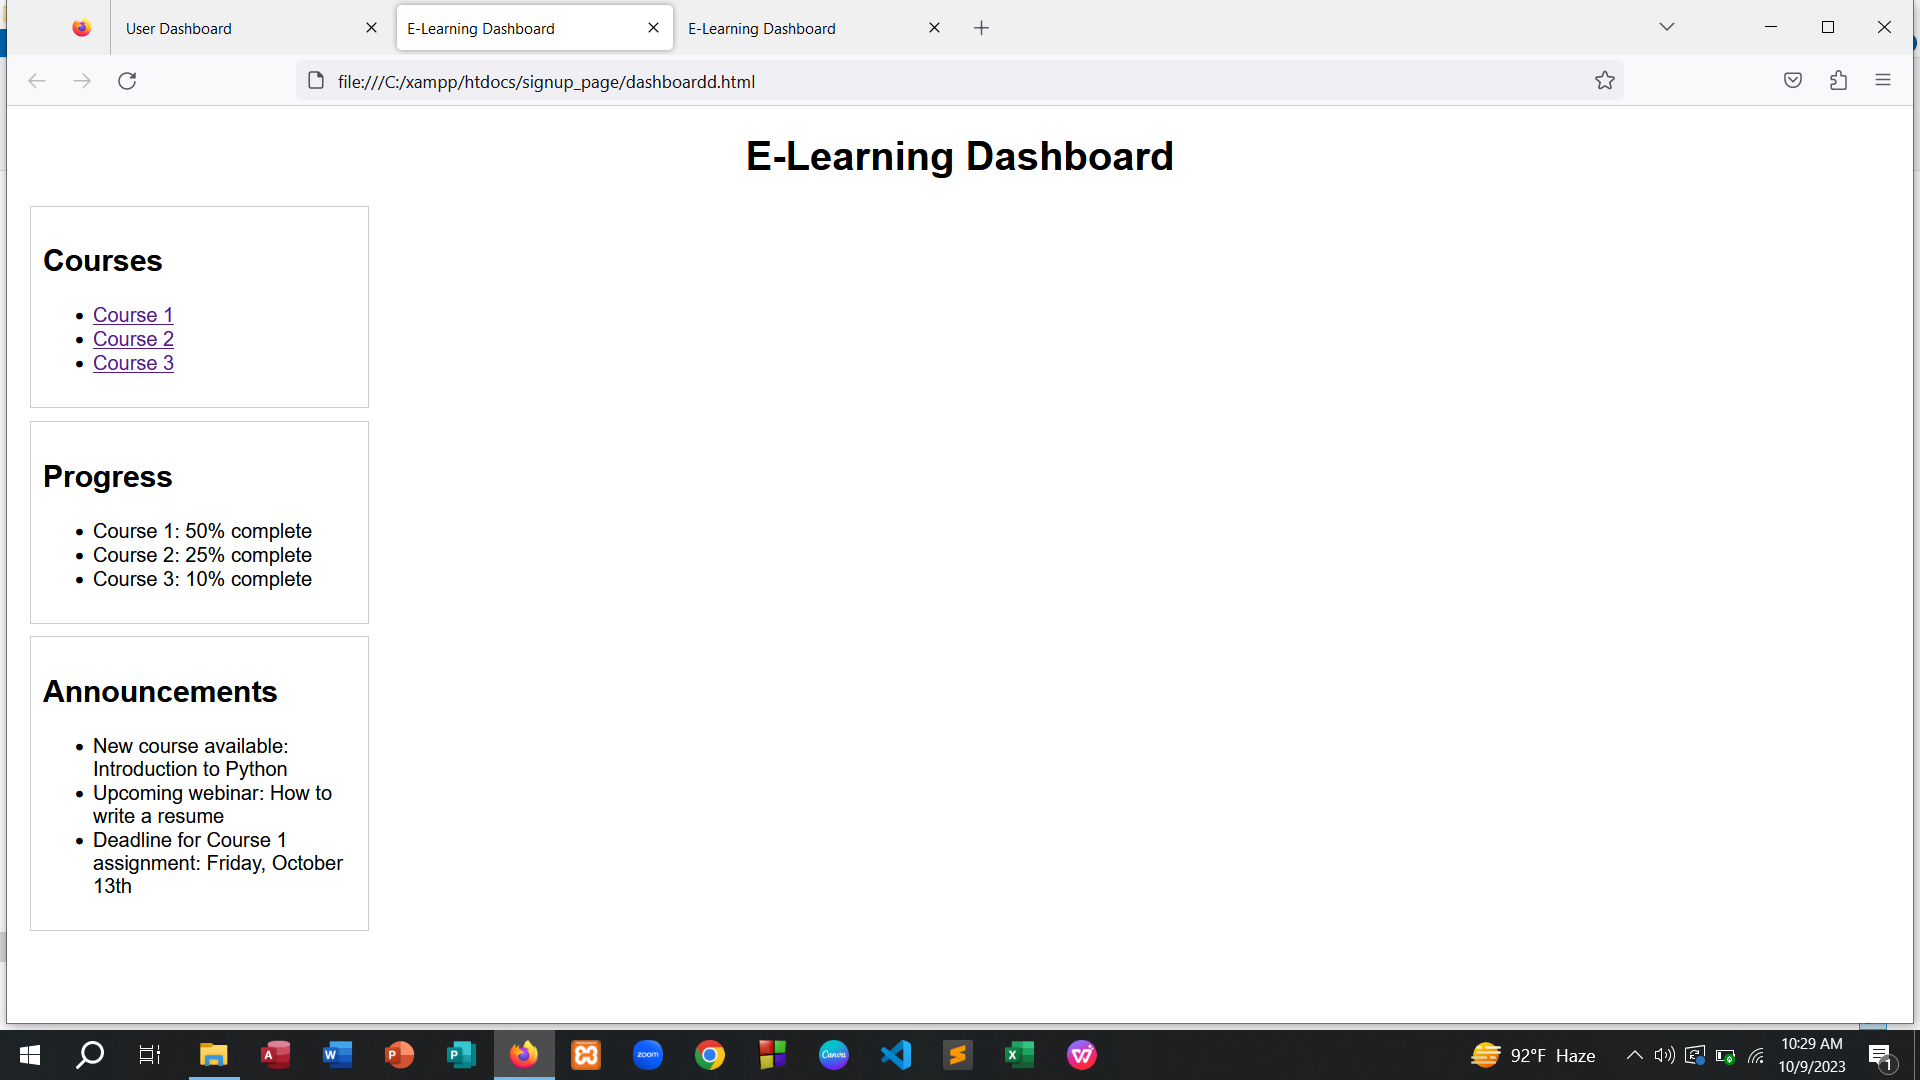 User Dashboard
E-Learning Dashboard
E-Learning Dashboard
file:///C:/xampp/htdocs/signup_page/dashboardd.html
E-Learning Dashboard
Courses
Course 1
Course 2
Course 3
Progress
Course 1: 50% complete
Course 2: 25% complete
Course 3: 10% complete
Announcements
New course available:
Introduction to Python
Upcoming webinar: How to
write a resume
Deadline for Course 1
assignment: Friday, October
13th
A
W
P
P
zoom
Canva
X
92°F Haze
10:29 AM
10/9/2023
1